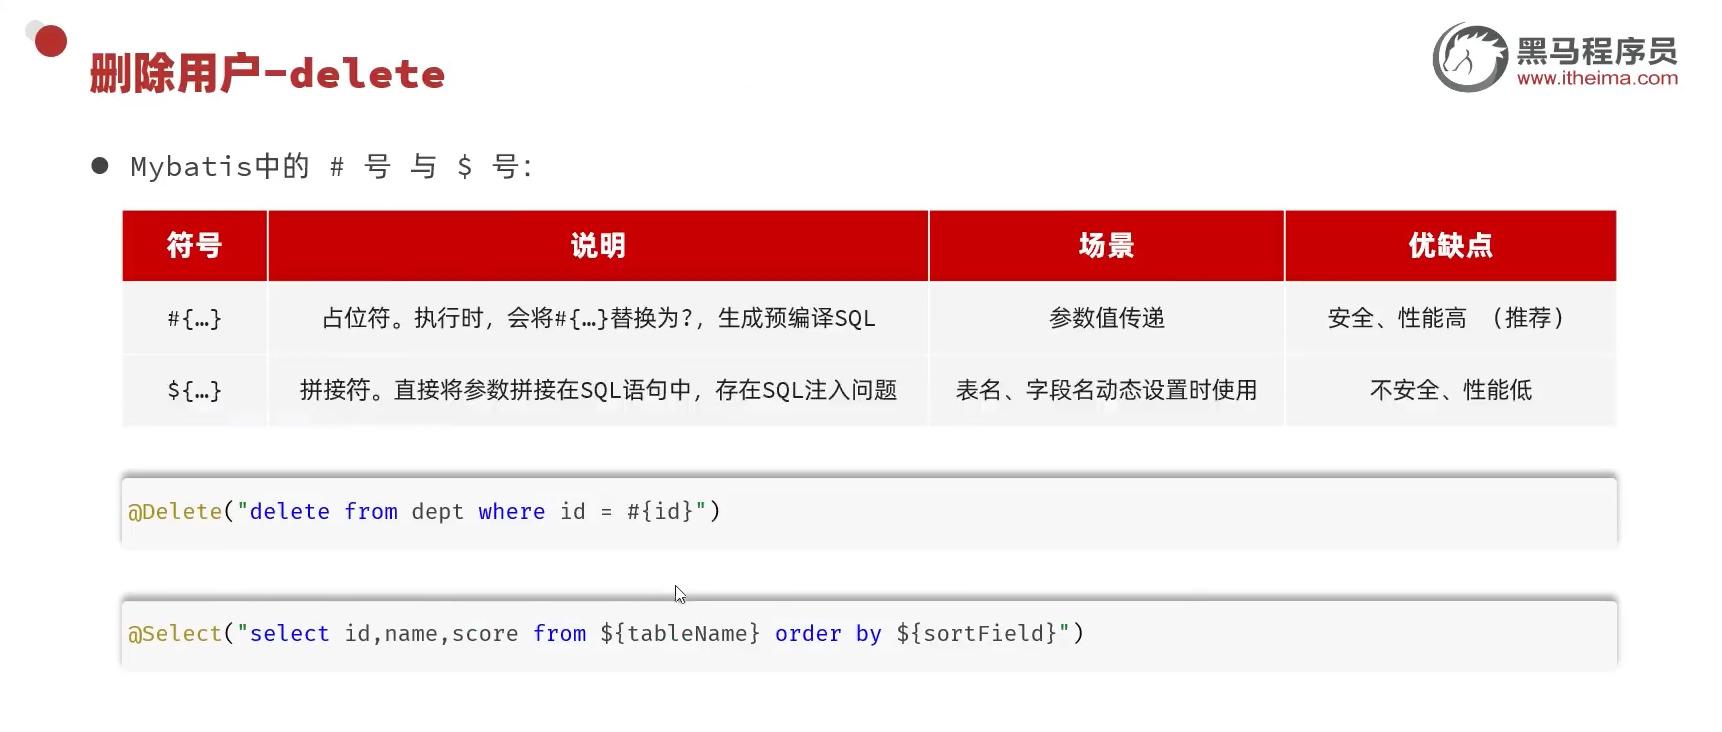 删除用户-delete
黑马程序员
www.itheima.com
Mybatis中的 # 号 与 $ 号:
符号 说明 场景 优缺点
#{…} 占位符。执行时，会将#{…}替换为?，生成预编译SQL 参数值传递 安全、性能高 （推荐）
${…} 拼接符。直接将参数拼接在SQL语句中，存在SQL注入问题 表名、字段名动态设置时使用 不安全、性能低
@Delete("delete from dept where id = #{id}")
@Select("select id,name,score from ${tableName} order by ${sortField}")